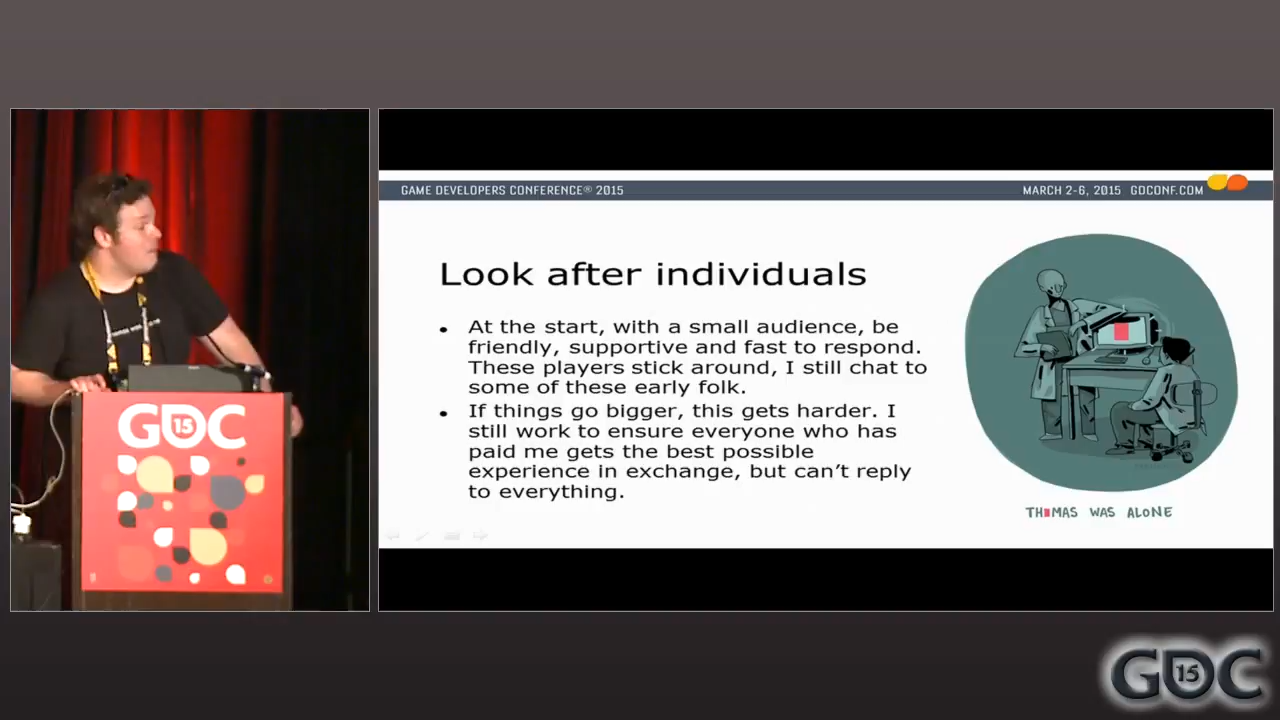 GAME DEVELOPERS CONFERENCE® 2015
MARCH 2-6, 2015 GDCONF.COM
Look after individuals
• At the start, with a small audience, be
friendly, supportive and fast to respond.
These players stick around, I still chat to
some of these early folk.
• If things go bigger, this gets harder. I
still work to ensure everyone who has
paid me gets the best possible
experience in exchange, but can't reply
to everything.
THOMAS WAS ALONE
GDC
15
GDC
15